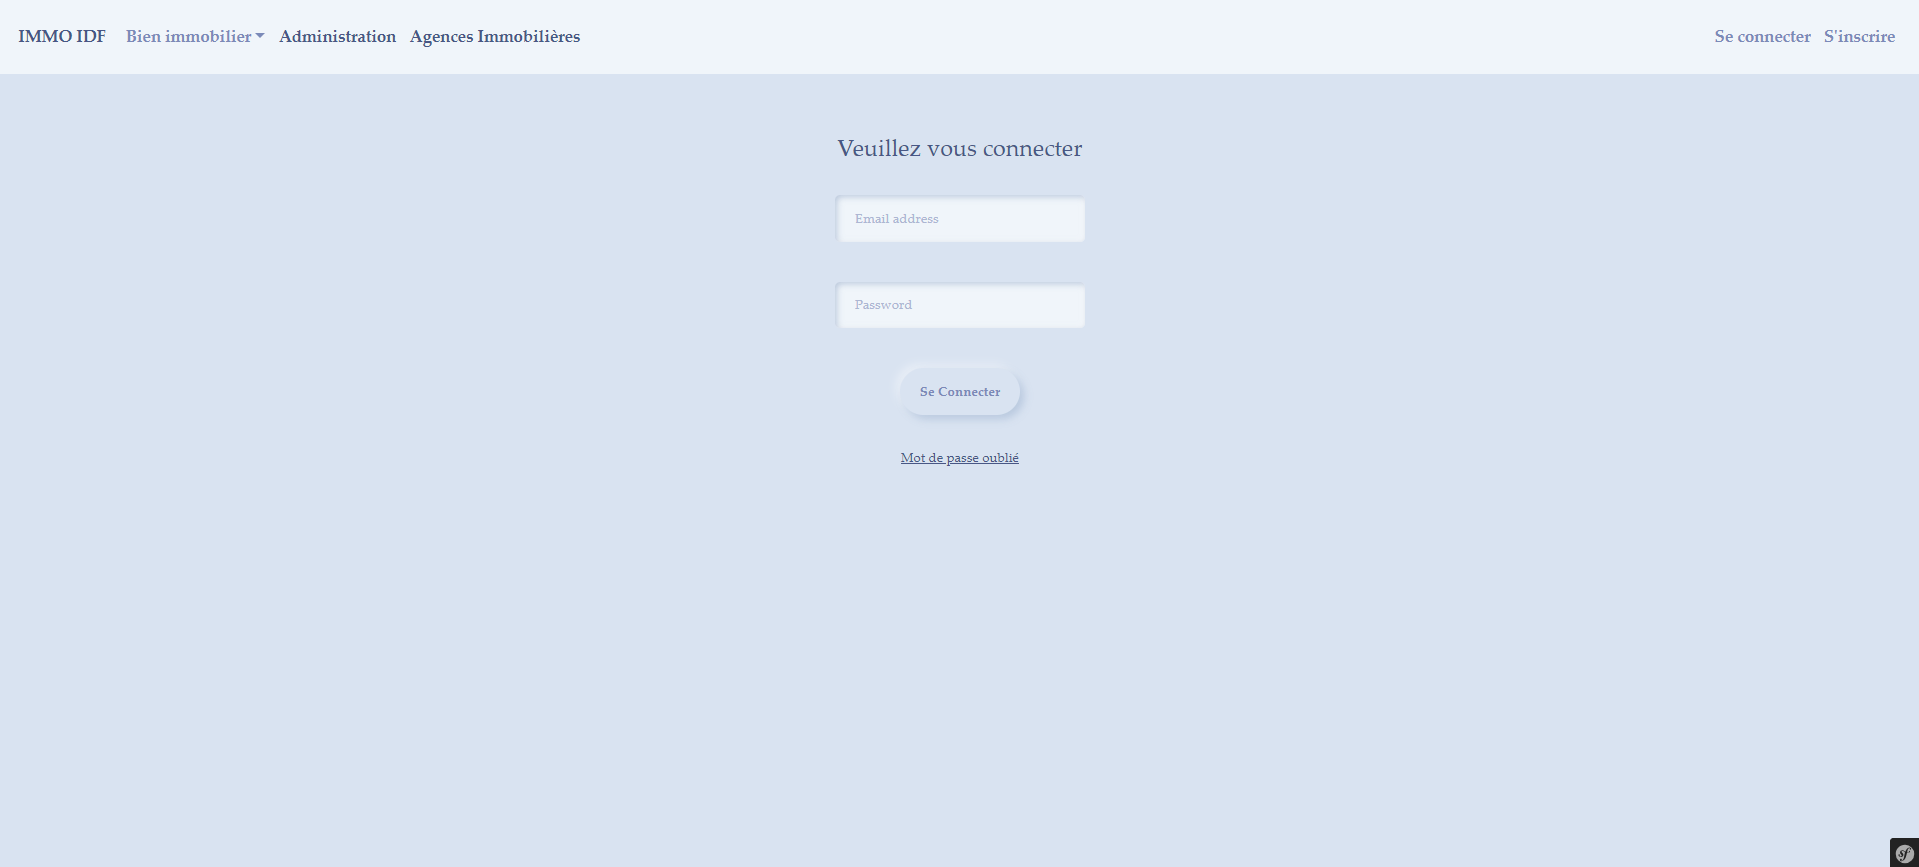 IMMO IDF Bien immobilier Administration Agences Immobilières Se connecter S'inscrire
Veuillez vous connecter
Email address
Password
Se Connecter
Mot de passe oublié
sf